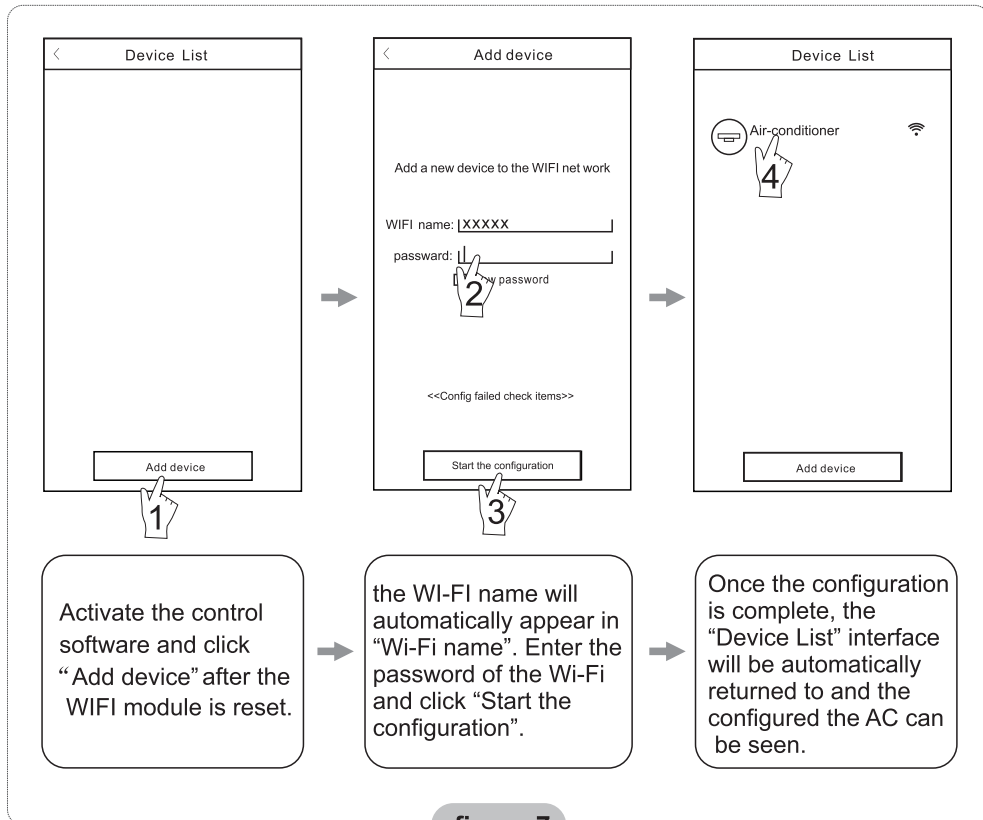 Device List
Add device
1
Add device
Add a new device to the WIFI net work
WIFI name: XXXXX
passward:
password
2
<<Config failed check items>>
Start the configuration
3
Device List
Air-conditioner
4
Add device
Activate the control
software and click
“Add device” after the
WIFI module is reset.
the WI-FI name will
automatically appear in
“Wi-Fi name”. Enter the
password of the Wi-Fi
and click “Start the
configuration”.
Once the configuration
is complete, the
“Device List” interface
will be automatically
returned to and the
configured the AC can
be seen.